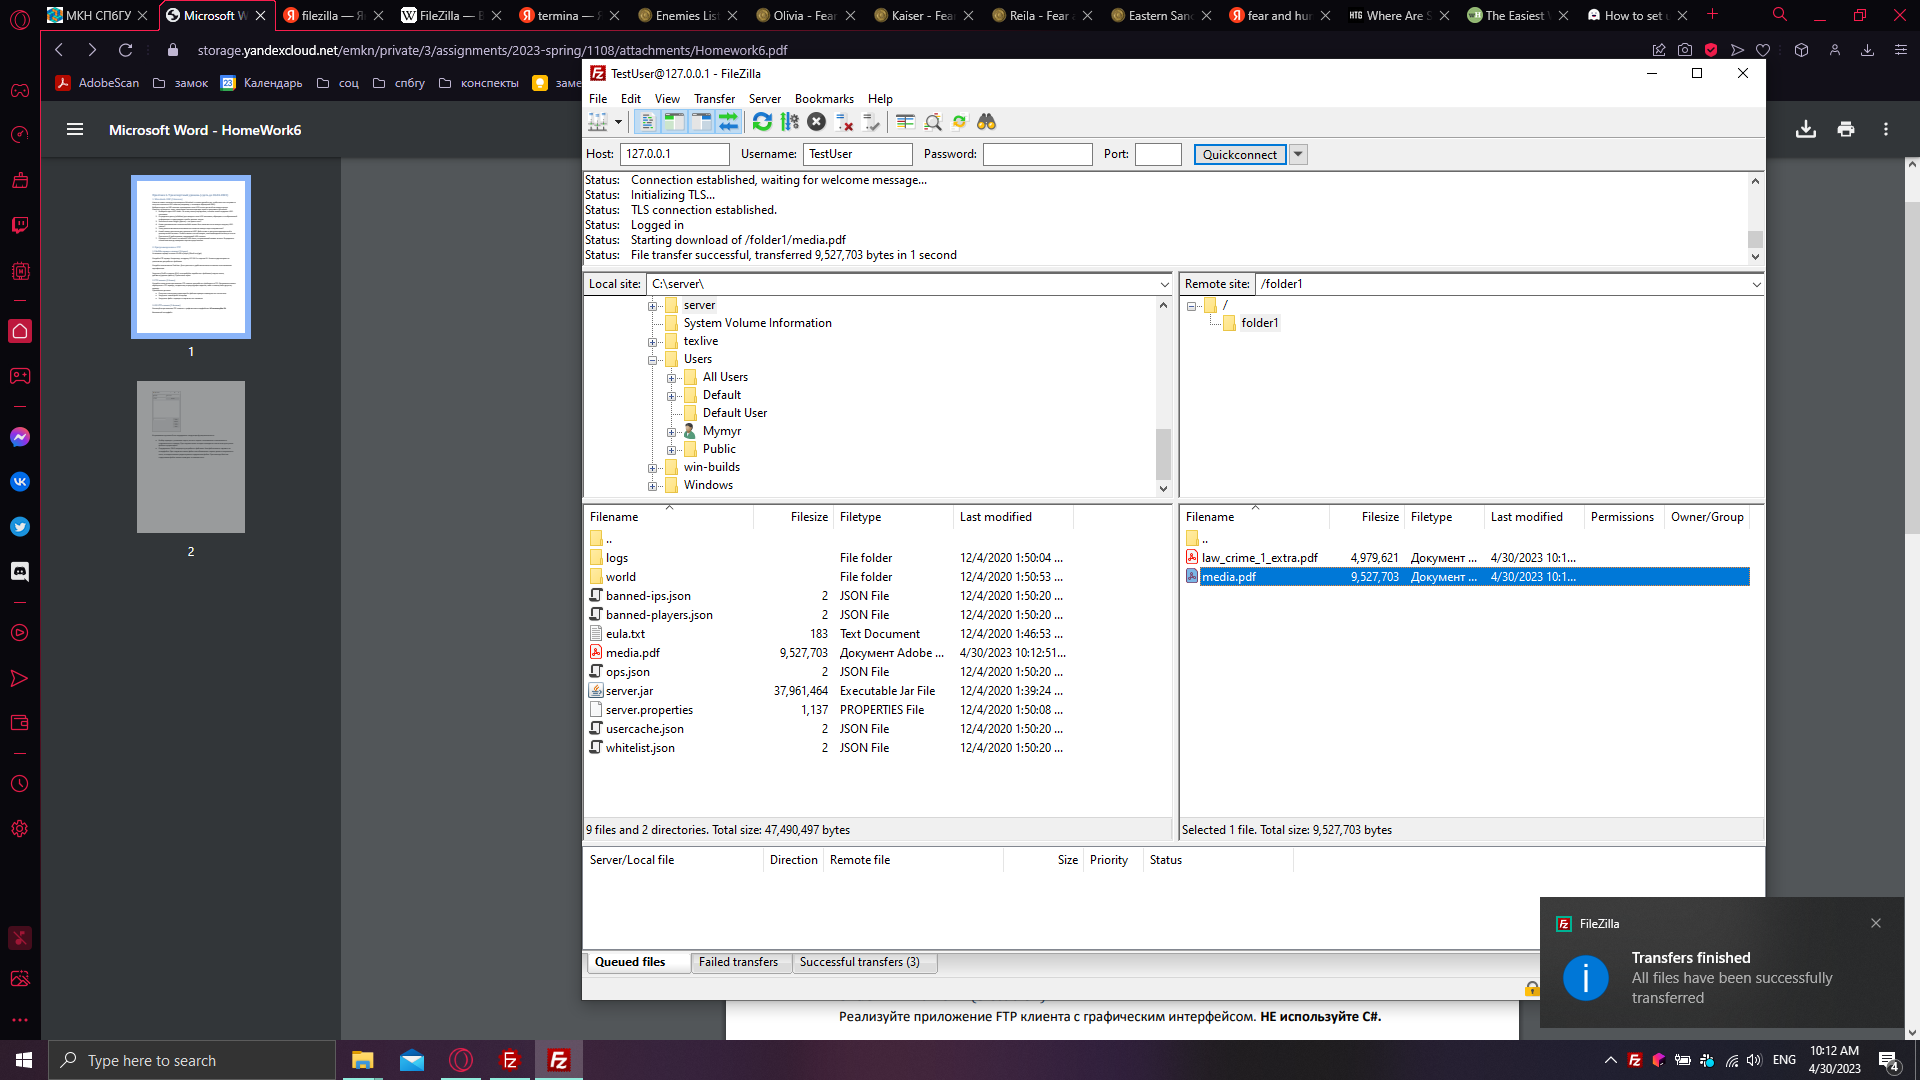 МКН СПбГУ
Microsoft W
filezilla — Я
FileZilla — В
termina — Я
Enemies List
Olivia - Fear
Kaiser - Fear
Reila - Fear a
Eastern Sand
fear and hun
HTG Where Are S
The Easiest W
How to set u
storage.yandexcloud.net/emkn/private/3/assignments/2023-spring/1108/attachments/Homework6.pdf
AdobeScan
замок
23 Календарь
соц
спбгу
конспекты
заме
Microsoft Word - HomeWork6
1
2
TestUser@127.0.0.1 - FileZilla
File Edit View Transfer Server Bookmarks Help
Host: 127.0.0.1 Username: TestUser Password: Port: Quickconnect
Status: Connection established, waiting for welcome message...
Status: Initializing TLS...
Status: TLS connection established.
Status: Logged in
Status: Starting download of /folder1/media.pdf
Status: File transfer successful, transferred 9,527,703 bytes in 1 second
Local site: C:\server\
server
System Volume Information
texlive
Users
All Users
Default
Default User
Mymyr
Public
win-builds
Windows
Remote site: /folder1
/
folder1
Filename Filesize Filetype Last modified
..
logs File folder 12/4/2020 1:50:04 ...
world File folder 12/4/2020 1:50:53 ...
banned-ips.json 2 JSON File 12/4/2020 1:50:20 ...
banned-players.json 2 JSON File 12/4/2020 1:50:20 ...
eula.txt 183 Text Document 12/4/2020 1:46:53 ...
media.pdf 9,527,703 Документ Adobe ... 4/30/2023 10:12:51...
ops.json 2 JSON File 12/4/2020 1:50:20 ...
server.jar 37,961,464 Executable Jar File 12/4/2020 1:39:24 ...
server.properties 1,137 PROPERTIES File 12/4/2020 1:50:08 ...
usercache.json 2 JSON File 12/4/2020 1:50:20 ...
whitelist.json 2 JSON File 12/4/2020 1:50:20 ...
9 files and 2 directories. Total size: 47,490,497 bytes
Filename Filesize Filetype Last modified Permissions Owner/Group
..
law_crime_1_extra.pdf 4,979,621 Документ ... 4/30/2023 10:1...
media.pdf 9,527,703 Документ ... 4/30/2023 10:1...
Selected 1 file. Total size: 9,527,703 bytes
Server/Local file Direction Remote file Size Priority Status
Queued files Failed transfers Successful transfers (3)
FileZilla
Transfers finished
All files have been successfully
transferred
Реализуйте приложение FTP клиента с графическим интерфейсом. НЕ используйте C#.
Type here to search
ENG
10:12 AM
4/30/2023
4